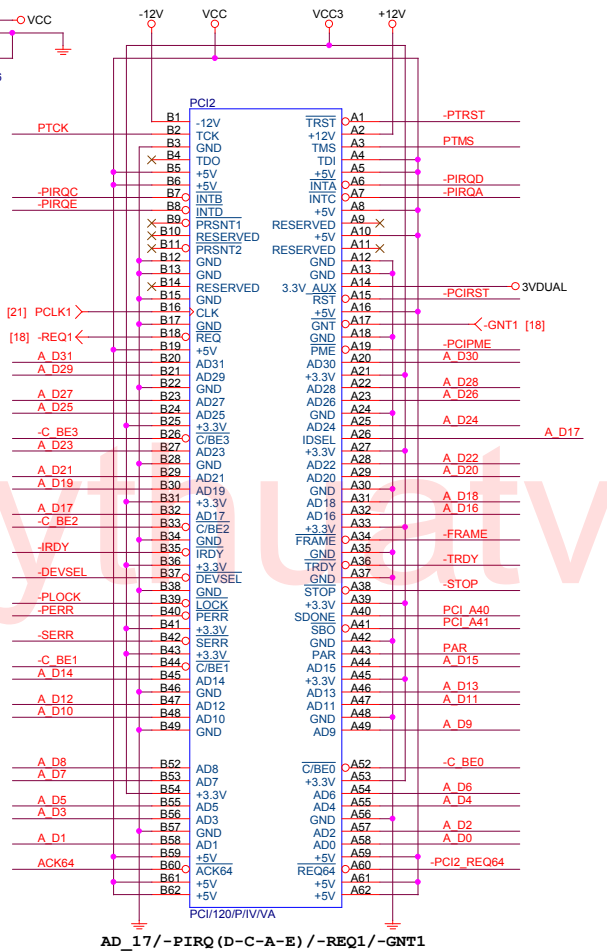 -12V VCC VCC3 +12V
VCC
PCI2
B1 -12V TRST A1 -PTRST
PTCK B2 TCK +12V A2
B3 GND TMS A3 PTMS
B4 TDO TDI A4
B5 +5V +5V A5
B6 +5V INTA A6 -PIRQD
-PIRQC B7 INTB INTC A7 -PIRQA
-PIRQE B8 INTD +5V A8
B9 PRSNT1 RESERVED A9
B10 RESERVED +5V A10
B11 PRSNT2 RESERVED A11
B12 GND GND A12
B13 GND GND A13
B14 RESERVED 3.3V_AUX A14 3VDUAL
B15 GND RST A15 -PCIRST
[21] PCLK1 B16 CLK +5V A16
B17 GND GNT A17 -GNT1 [18]
[18] -REQ1 B18 REQ GND A18
B19 +5V PME A19 -PCIPME
A_D31 B20 AD31 AD30 A20 A_D30
A_D29 B21 AD29 +3.3V A21
B22 GND AD28 A22 A_D28
A_D27 B23 AD27 AD26 A23 A_D26
A_D25 B24 AD25 GND A24
B25 +3.3V AD24 A25 A_D24
-C_BE3 B26 C/BE3 IDSEL A26 A_D17
A_D23 B27 AD23 +3.3V A27
B28 GND AD22 A28 A_D22
A_D21 B29 AD21 AD20 A29 A_D20
A_D19 B30 AD19 GND A30
B31 +3.3V AD18 A31 A_D18
A_D17 B32 AD17 AD16 A32 A_D16
-C_BE2 B33 C/BE2 +3.3V A33
B34 GND FRAME A34 -FRAME
-IRDY B35 IRDY GND A35
B36 +3.3V TRDY A36 -TRDY
-DEVSEL B37 DEVSEL GND A37
B38 GND STOP A38 -STOP
-PLOCK B39 LOCK +3.3V A39
-PERR B40 PERR SDONE A40 PCI_A40
B41 +3.3V SBO A41 PCI_A41
-SERR B42 SERR GND A42
B43 +3.3V PAR A43 PAR
-C_BE1 B44 C/BE1 AD15 A44 A_D15
A_D14 B45 AD14 +3.3V A45
B46 GND AD13 A46 A_D13
A_D12 B47 AD12 AD11 A47 A_D11
A_D10 B48 AD10 GND A48
B49 GND AD9 A49 A_D9
A_D8 B52 AD8 C/BE0 A52 -C_BE0
A_D7 B53 AD7 +3.3V A53
B54 +3.3V AD6 A54 A_D6
A_D5 B55 AD5 AD4 A55 A_D4
A_D3 B56 AD3 GND A56
B57 GND AD2 A57 A_D2
A_D1 B58 AD1 AD0 A58 A_D0
B59 +5V +5V A59
ACK64 B60 ACK64 REQ64 A60 -PCI2_REQ64
B61 +5V +5V A61
B62 +5V +5V A62
PCI/120/P/IV/VA
AD_17/-PIRQ(D-C-A-E)/-REQ1/-GNT1
ythuatv